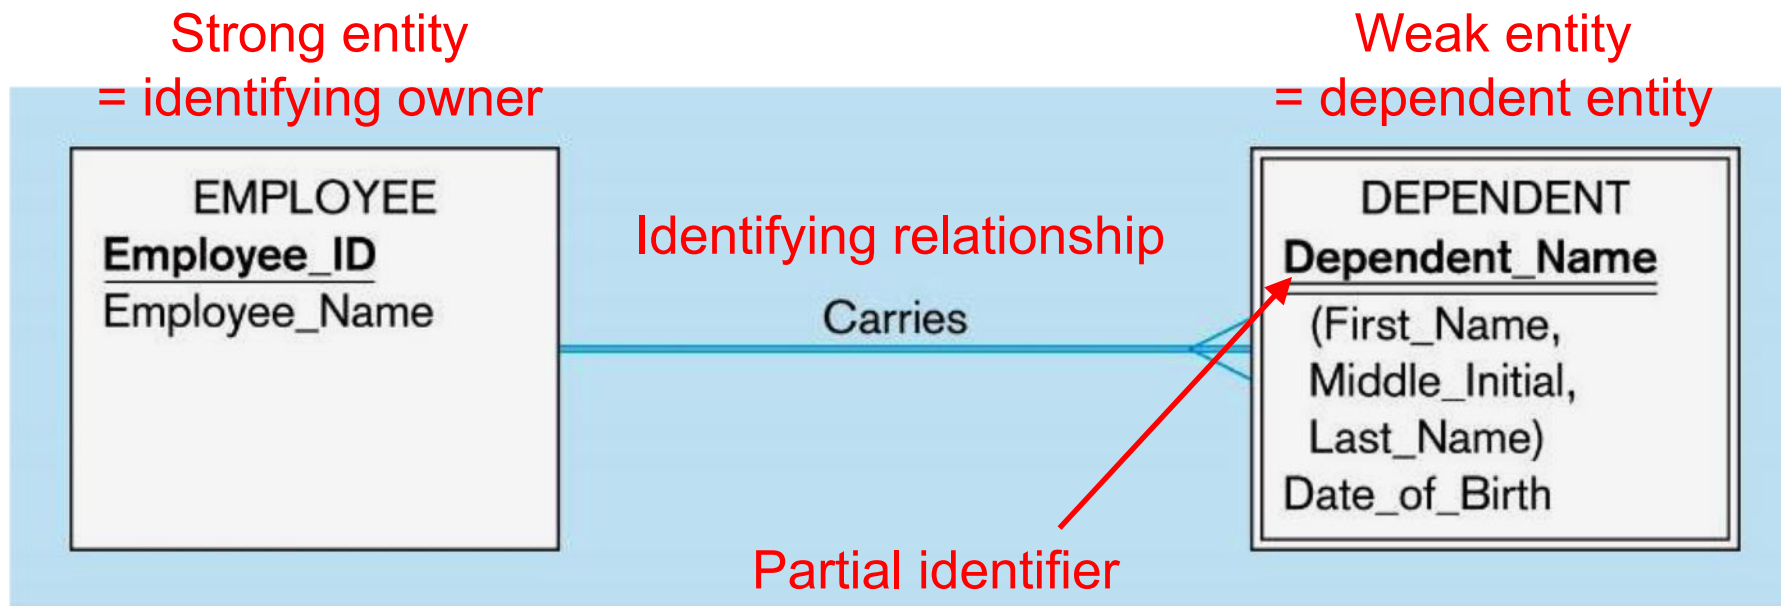 Strong entity
= identifying owner
Weak entity
= dependent entity
EMPLOYEE
Employee_ID
Employee_Name
Identifying relationship
Carries
DEPENDENT
Dependent_Name
(First_Name,
Middle_Initial,
Last_Name)
Date_of_Birth
Partial identifier